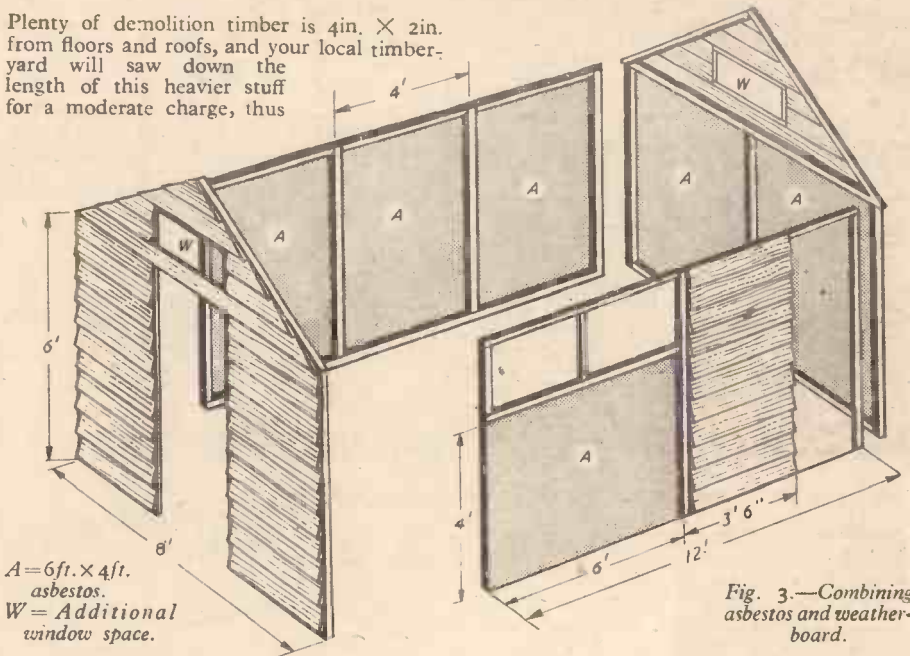 Plenty of demolition timber is 4in. × 2in.
from floors and roofs, and your local timber-
yard will saw down the
length of this heavier stuff
for a moderate charge, thus
4'
W
A
A
A
A
A
W
6'
A
4'
3' 6"
6'
12'
8'
A=6ft.×4ft.
asbestos.
W = Additional
window space.
Fig. 3.—Combining
asbestos and weather-
board.